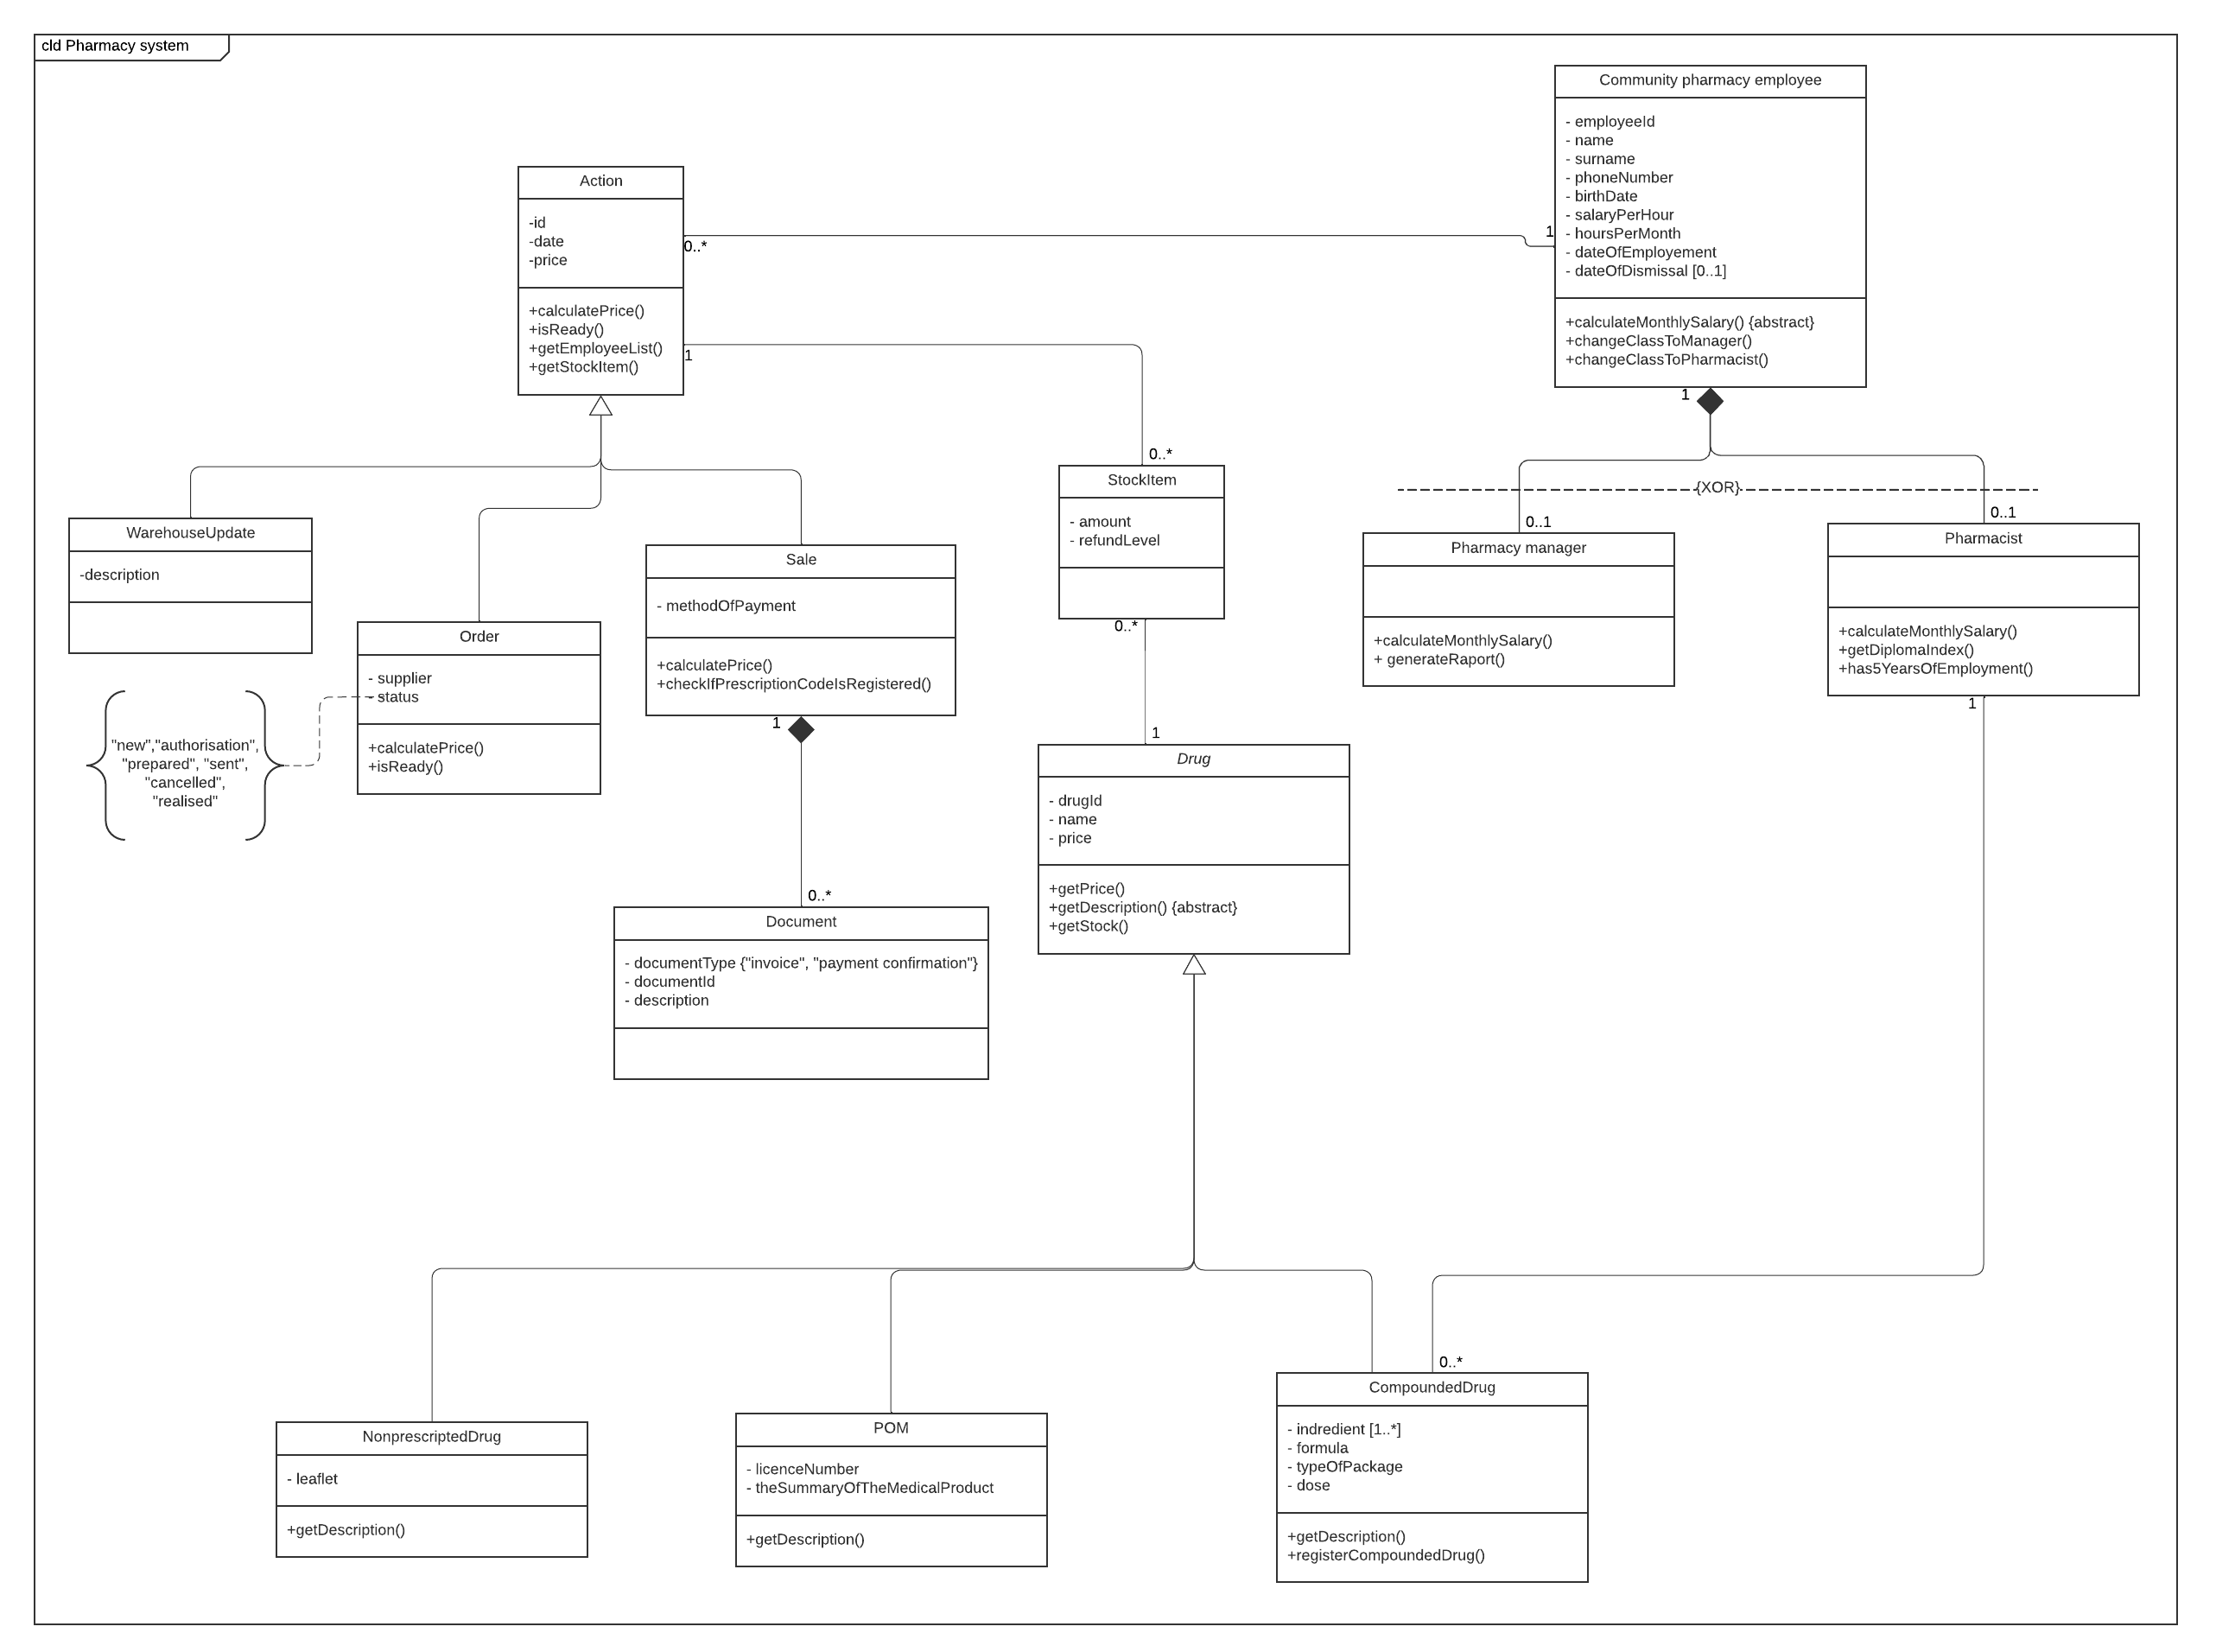 cld Pharmacy system
Community pharmacy employee
- employeeId
- name
- surname
- phoneNumber
- birthDate
- salaryPerHour
- hoursPerMonth
- dateOfEmployement
- dateOfDismissal [0..1]
+calculateMonthlySalary() {abstract}
+changeClassToManager()
+changeClassToPharmacist()
1
1
Action
-id
-date
-price
+calculatePrice()
+isReady()
+getEmployeeList()
+getStockItem()
0..*
1
0..*
StockItem
- amount
- refundLevel
0..*
{XOR}
0..1
Pharmacy manager
+calculateMonthlySalary()
+ generateRaport()
0..1
Pharmacist
+calculateMonthlySalary()
+getDiplomaIndex()
+has5YearsOfEmployment()
1
WarehouseUpdate
-description
Order
- supplier
- status
+calculatePrice()
+isReady()
"new","authorisation",
"prepared", "sent",
"cancelled",
"realised"
Sale
- methodOfPayment
+calculatePrice()
+checkIfPrescriptionCodeIsRegistered()
1
0..*
Document
- documentType {"invoice", "payment confirmation"}
- documentId
- description
1
Drug
- drugId
- name
- price
+getPrice()
+getDescription() {abstract}
+getStock()
NonprescriptedDrug
- leaflet
+getDescription()
POM
- licenceNumber
- theSummaryOfTheMedicalProduct
+getDescription()
0..*
CompoundedDrug
- indredient [1..*]
- formula
- typeOfPackage
- dose
+getDescription()
+registerCompoundedDrug()